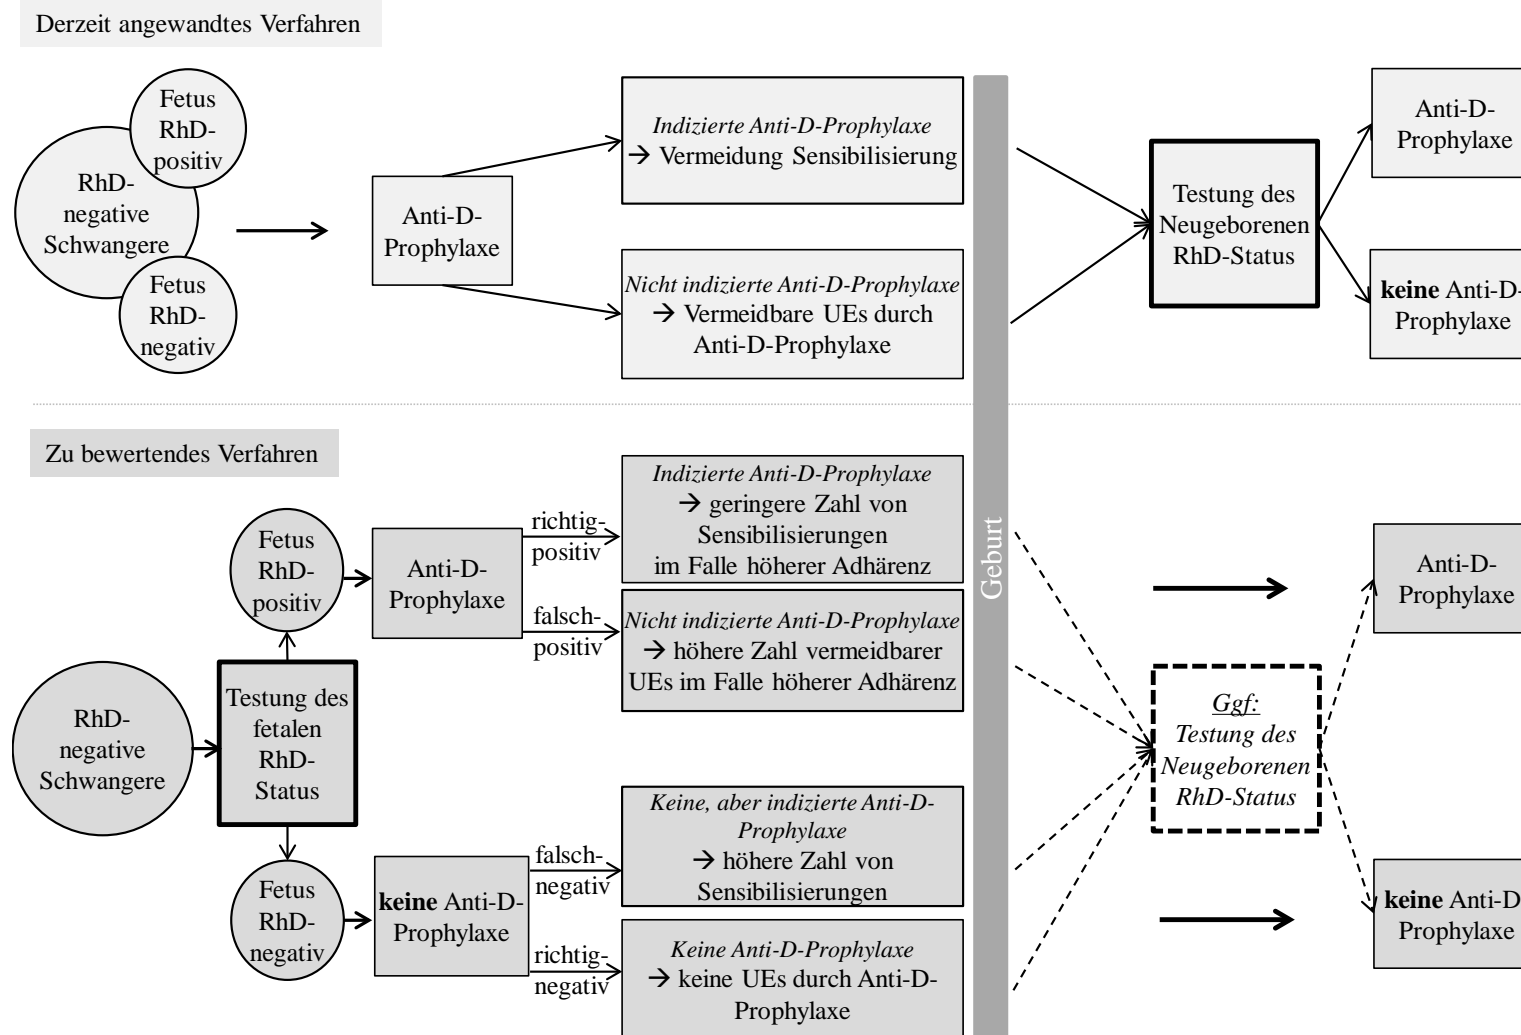 Derzeit angewandtes Verfahren
Fetus
RhD-
positiv
RhD-
negative
Schwangere
Fetus
RhD-
negativ
Anti-D-
Prophylaxe
Indizierte Anti-D-Prophylaxe
→ Vermeidung Sensibilisierung
Nicht indizierte Anti-D-Prophylaxe
→ Vermeidbare UEs durch
Anti-D-Prophylaxe
Geburt
Testung des
Neugeborenen
RhD-Status
Anti-D-
Prophylaxe
keine Anti-D-
Prophylaxe
Zu bewertendes Verfahren
RhD-
negative
Schwangere
Testung des
fetalen
RhD-
Status
Fetus
RhD-
positiv
Anti-D-
Prophylaxe
richtig-
positiv
Indizierte Anti-D-Prophylaxe
→ geringere Zahl von
Sensibilisierungen
im Falle höherer Adhärenz
falsch-
positiv
Nicht indizierte Anti-D-Prophylaxe
→ höhere Zahl vermeidbarer
UEs im Falle höherer Adhärenz
Fetus
RhD-
negativ
keine Anti-D-
Prophylaxe
falsch-
negativ
Keine, aber indizierte Anti-D-
Prophylaxe
→ höhere Zahl von
Sensibilisierungen
richtig-
negativ
Keine Anti-D-Prophylaxe
→ keine UEs durch Anti-D-
Prophylaxe
Ggf:
Testung des
Neugeborenen
RhD-Status
Anti-D-
Prophylaxe
keine Anti-D
Prophylaxe